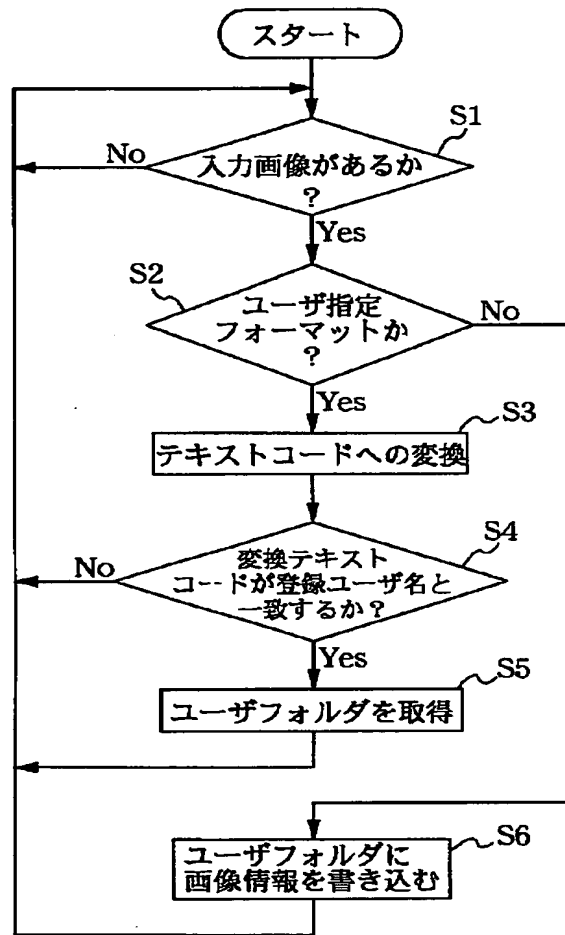 スタート
S1
No
入力画像があるか
?
Yes
S2
ユーザ指定
フォーマットか
?
No
Yes
S3
テキストコードへの変換
S4
No
変換テキスト
コードが登録ユーザ名と
一致するか?
Yes
S5
ユーザフォルダを取得
S6
ユーザフォルダに
画像情報を書き込む